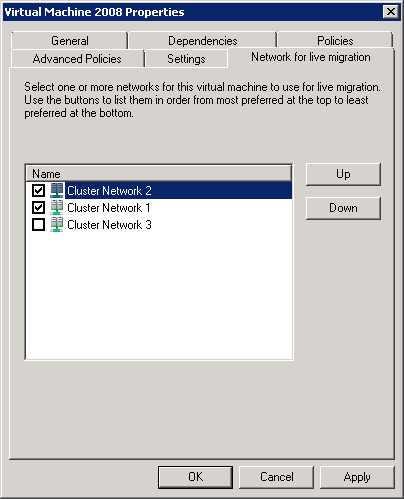 Virtual Machine 2008 Properties
General Dependencies Policies
Advanced Policies Settings Network for live migration
Select one or more networks for this virtual machine to use for live migration.
Use the buttons to list them in order from most preferred at the top to least
preferred at the bottom.
Name
Up
Cluster Network 2
Cluster Network 1
Down
Cluster Network 3
OK Cancel Apply